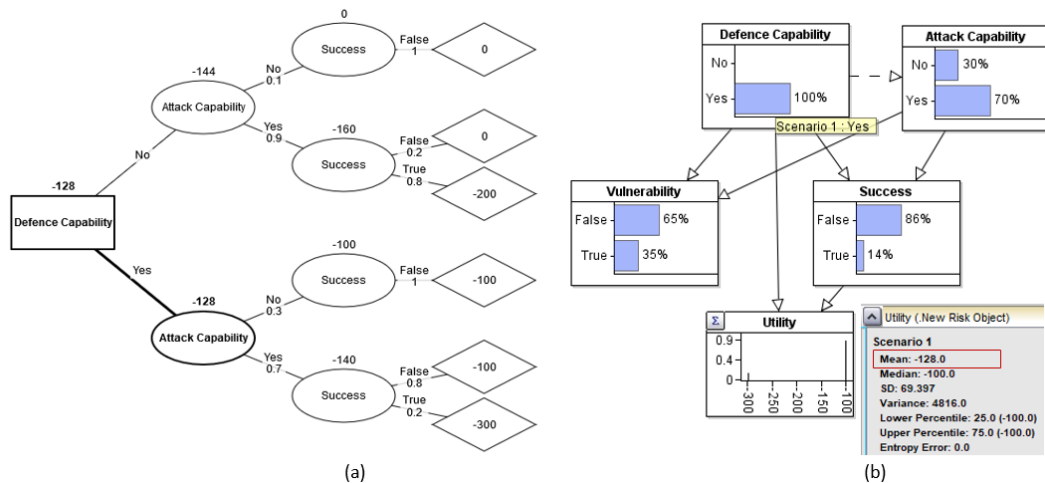 0
Success
False
1
0
No
0.1
-144
Attack Capability
Yes
0.9
-160
Success
False
0.2
0
True
0.8
-200
No
-128
Defence Capability
Yes
-100
Success
False
1
-100
No
0.3
-128
Attack Capability
Yes
0.7
-140
Success
False
0.8
-100
True
0.2
-300
(a)
Defence Capability
No
Yes
100%
Scenario 1 : Yes
Attack Capability
No
30%
Yes
70%
Vulnerability
False
65%
True
35%
Success
False
86%
True
14%
Σ
Utility
0.9
0.4
0
-300
-250
-200
-150
-100
Utility (.New Risk Object)
Scenario 1
Mean: -128.0
Median: -100.0
SD: 69.397
Variance: 4816.0
Lower Percentile: 25.0 (-100.0)
Upper Percentile: 75.0 (-100.0)
Entropy Error: 0.0
(b)